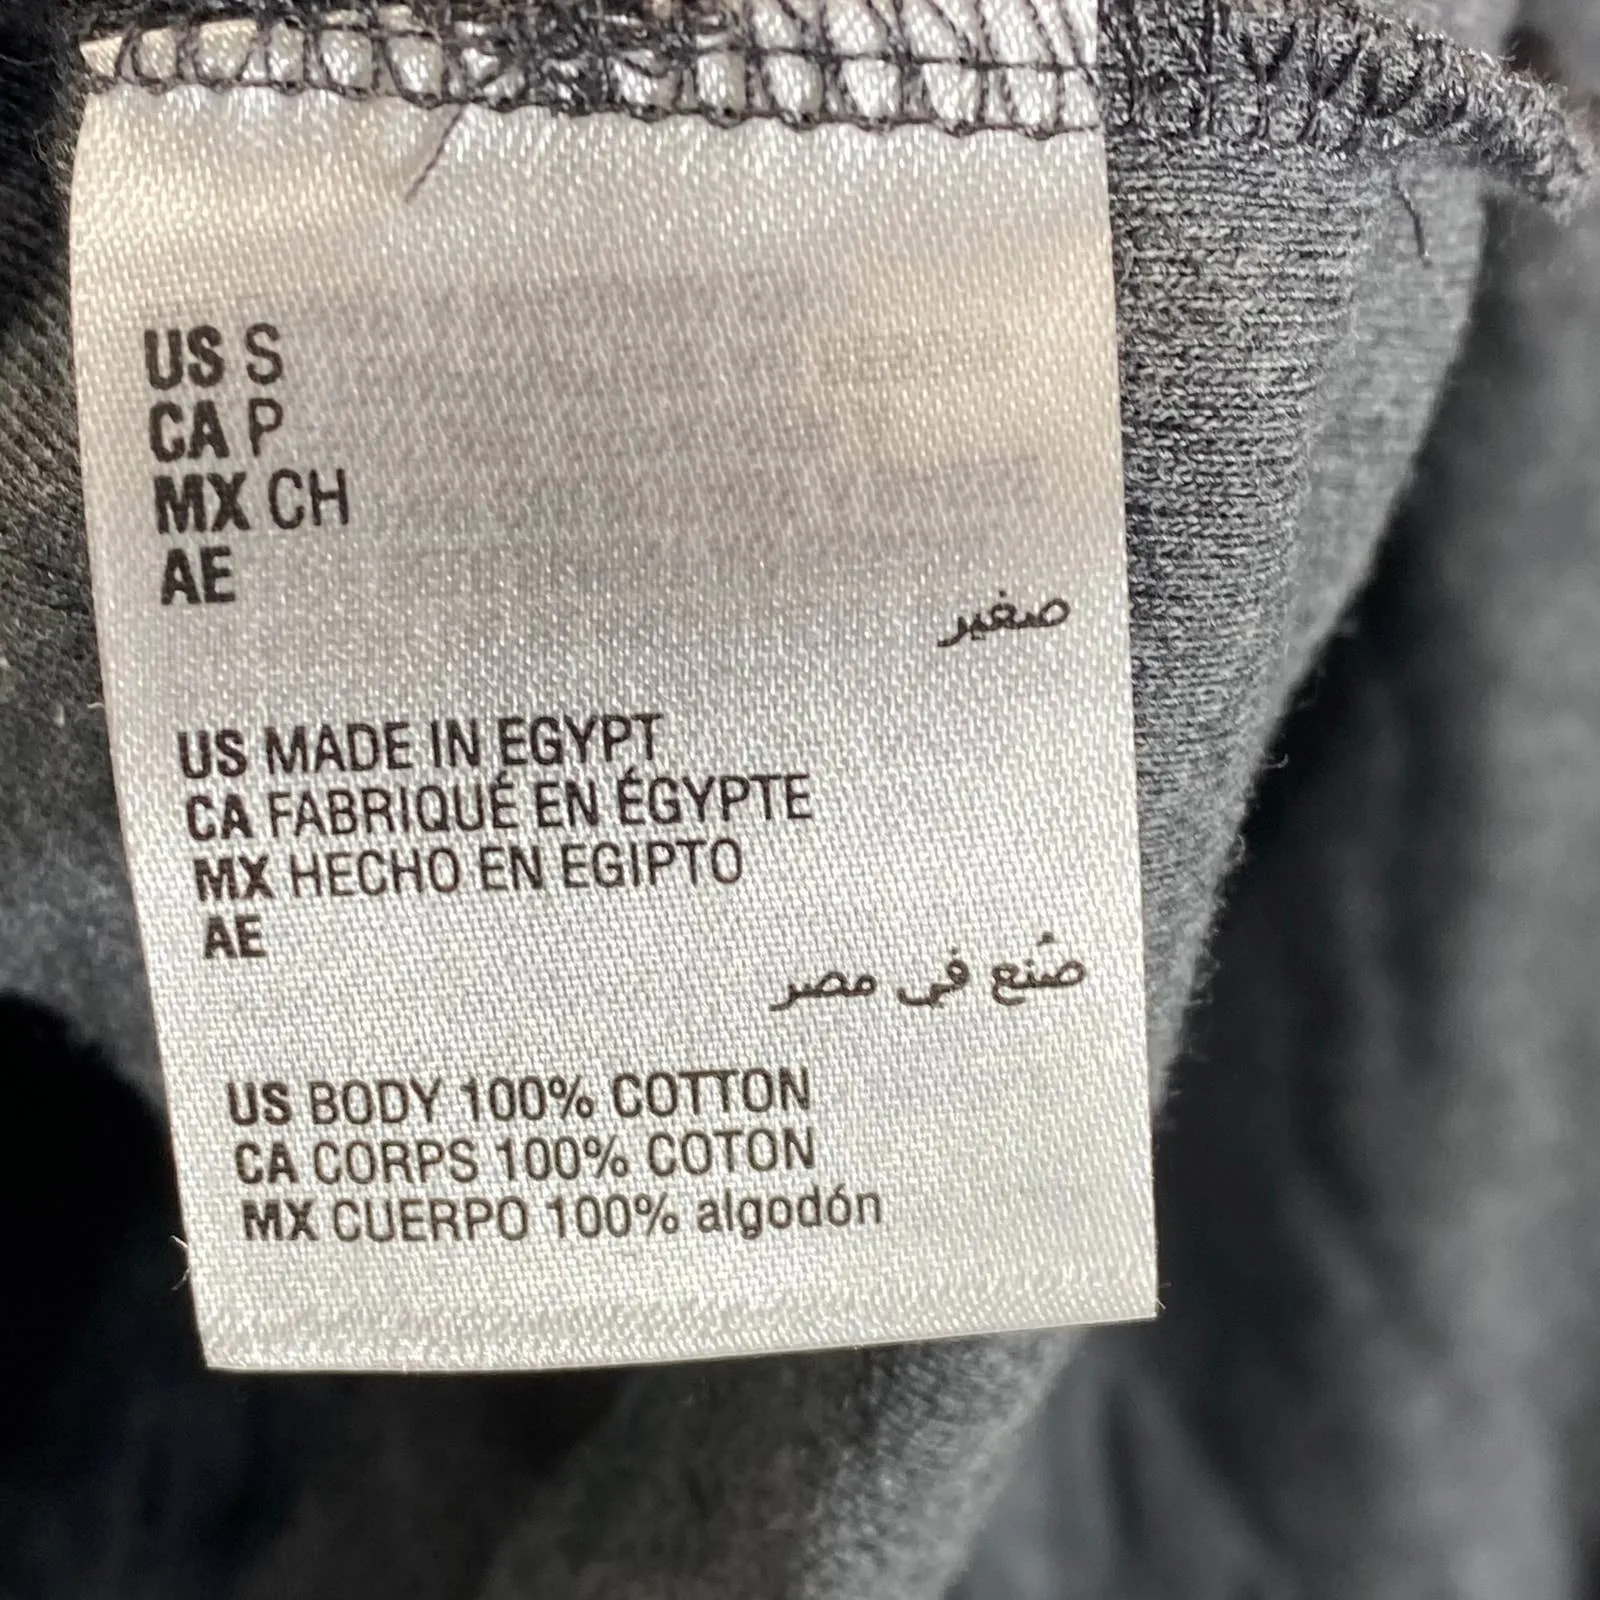 US S
CA P
MX CH
AE
صغير
US MADE IN EGYPT
CA FABRIQUÉ EN ÉGYPTE
MX HECHO EN EGIPTO
AE
صُنع في مصر
US BODY 100% COTTON
CA CORPS 100% COTON
MX CUERPO 100% algodón